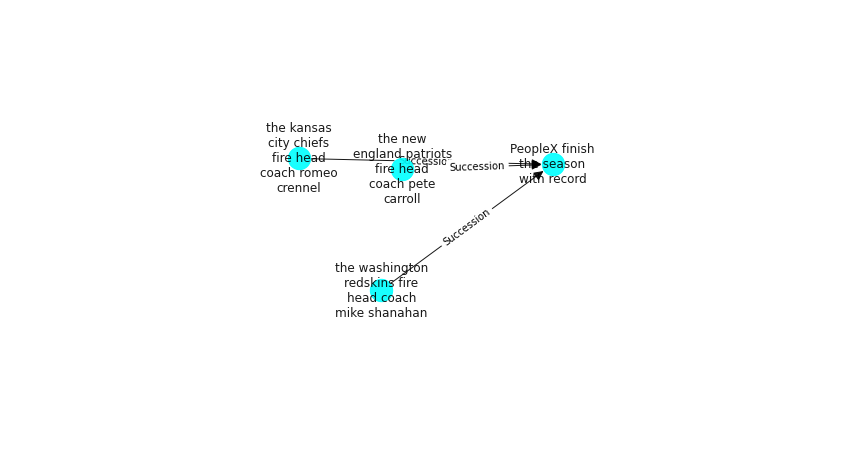 the kansas
city chiefs
fire head
coach romeo
crennel
the new
england patriots
fire head
coach pete
carroll
Succession
PeopleX finish
the season
with record
Succession
the washington
redskins fire
head coach
mike shanahan